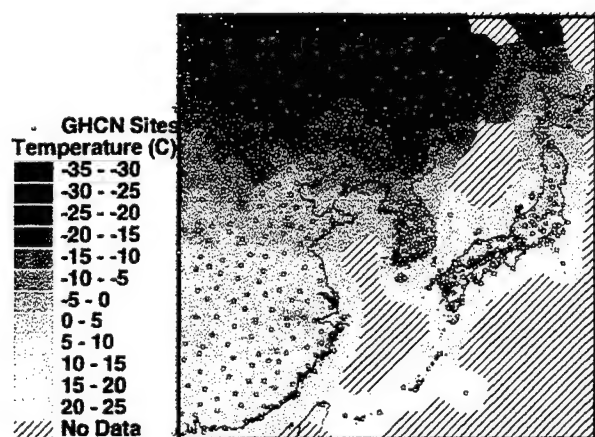 GHCN Sites
Temperature (C)
-35 - -30
-30 - -25
-25 - -20
-20 - -15
-15 - -10
-10 - -5
-5 - 0
0 - 5
5 - 10
10 - 15
15 - 20
20 - 25
No Data